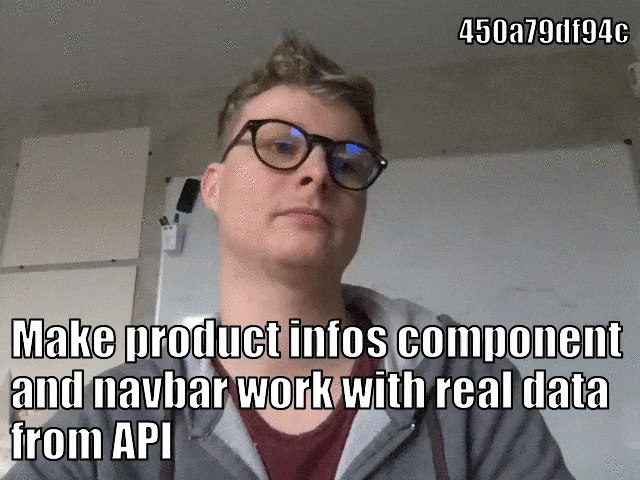 450a79df94c
Make product infos component
and navbar work with real data
from API